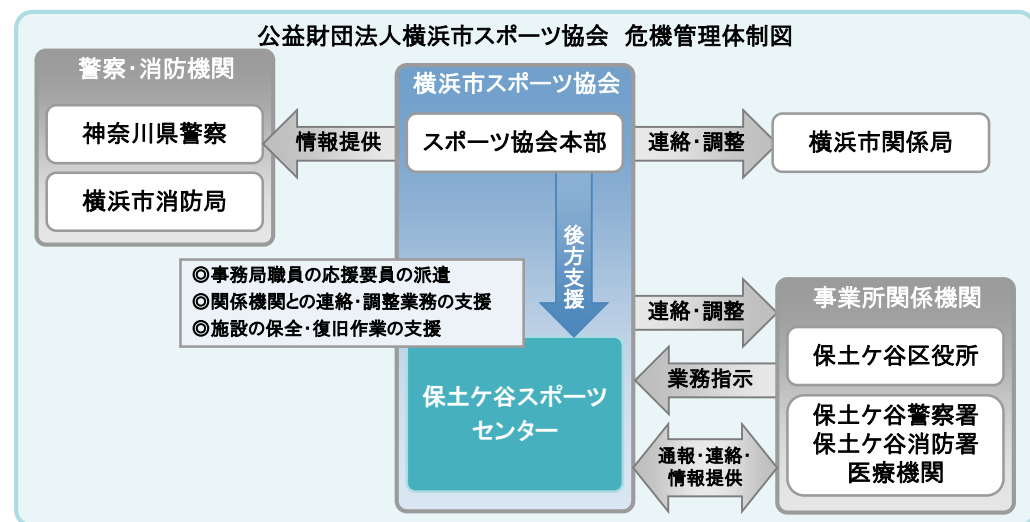 公益財団法人横浜市スポーツ協会　危機管理体制図
警察・消防機関
神奈川県警察
横浜市消防局
情報提供
横浜市スポーツ協会
スポーツ協会本部
連絡・調整
横浜市関係局
後方支援
◎事務局職員の応援要員の派遣
◎関係機関との連絡・調整業務の支援
◎施設の保全・復旧作業の支援
保土ケ谷スポーツ
センター
連絡・調整
業務指示
通報・連絡・
情報提供
事業所関係機関
保土ケ谷区役所
保土ケ谷警察署
保土ケ谷消防署
医療機関